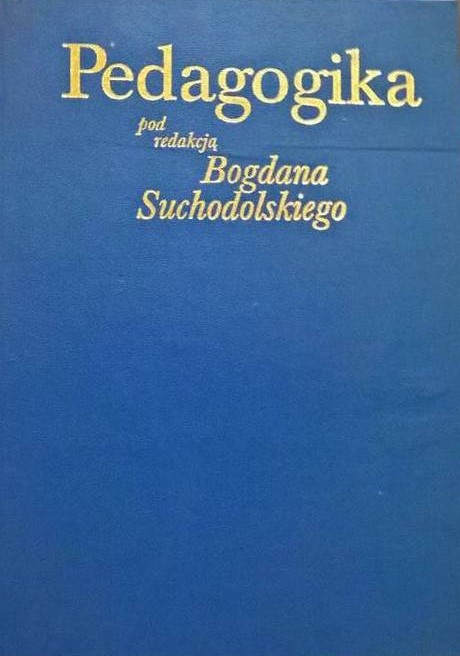 Pedagogika
pod
redakcją
Bogdana
Suchodolskiego